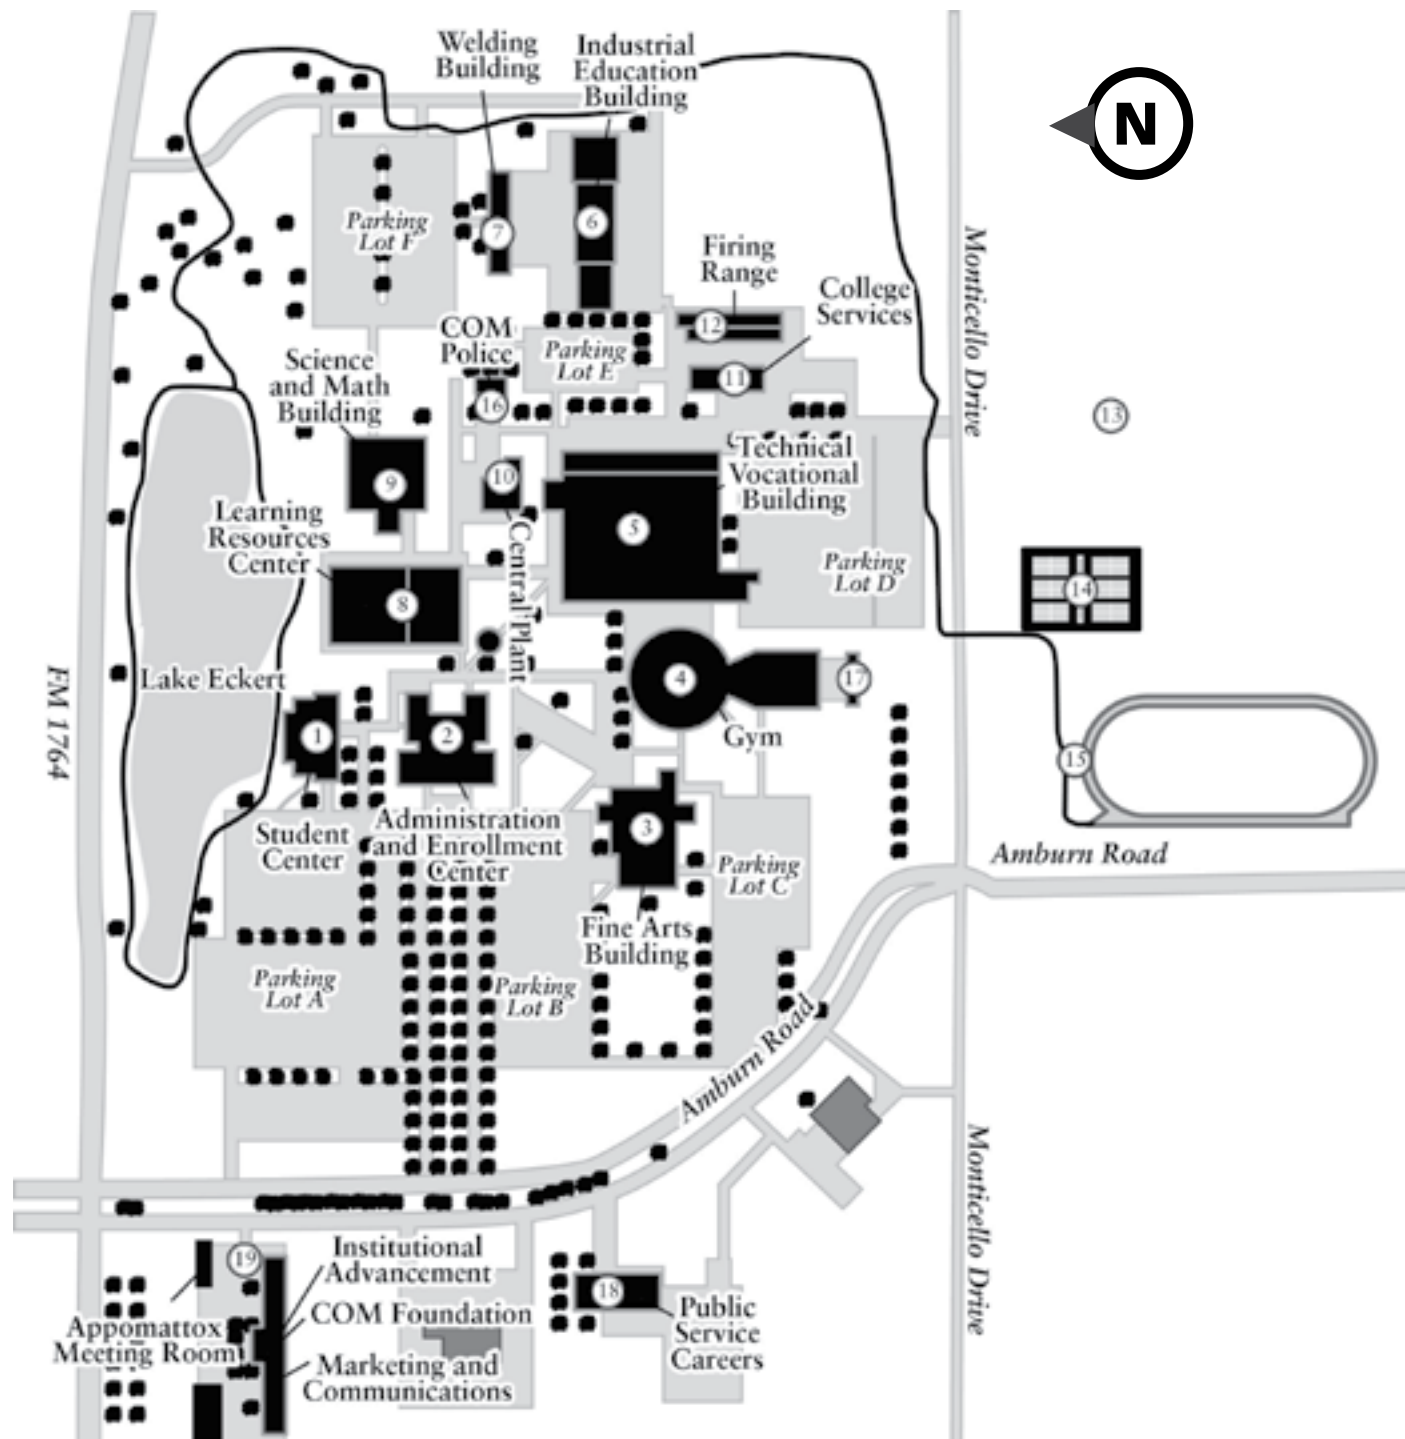 Welding
Building
Industrial
Education
Building
N
Parking
Lot F
7
6
Firing
Range
College
Services
12
11
COM
Police
Parking
Lot E
16
Science
and Math
Building
Monticello Drive
13
9
10
Technical
Vocational
Building
5
Learning
Resources
Center
8
Central Plant
Parking
Lot D
14
Lake Eckert
FM 1764
4
17
Gym
1
2
15
Student
Center
Administration
and Enrollment
Center
3
Parking
Lot C
Amburn Road
Fine Arts
Building
Parking
Lot A
Parking
Lot B
Amburn Road
Monticello Drive
19
Institutional
Advancement
COM Foundation
Marketing and
Communications
Appomattox
Meeting Room
18
Public
Service
Careers